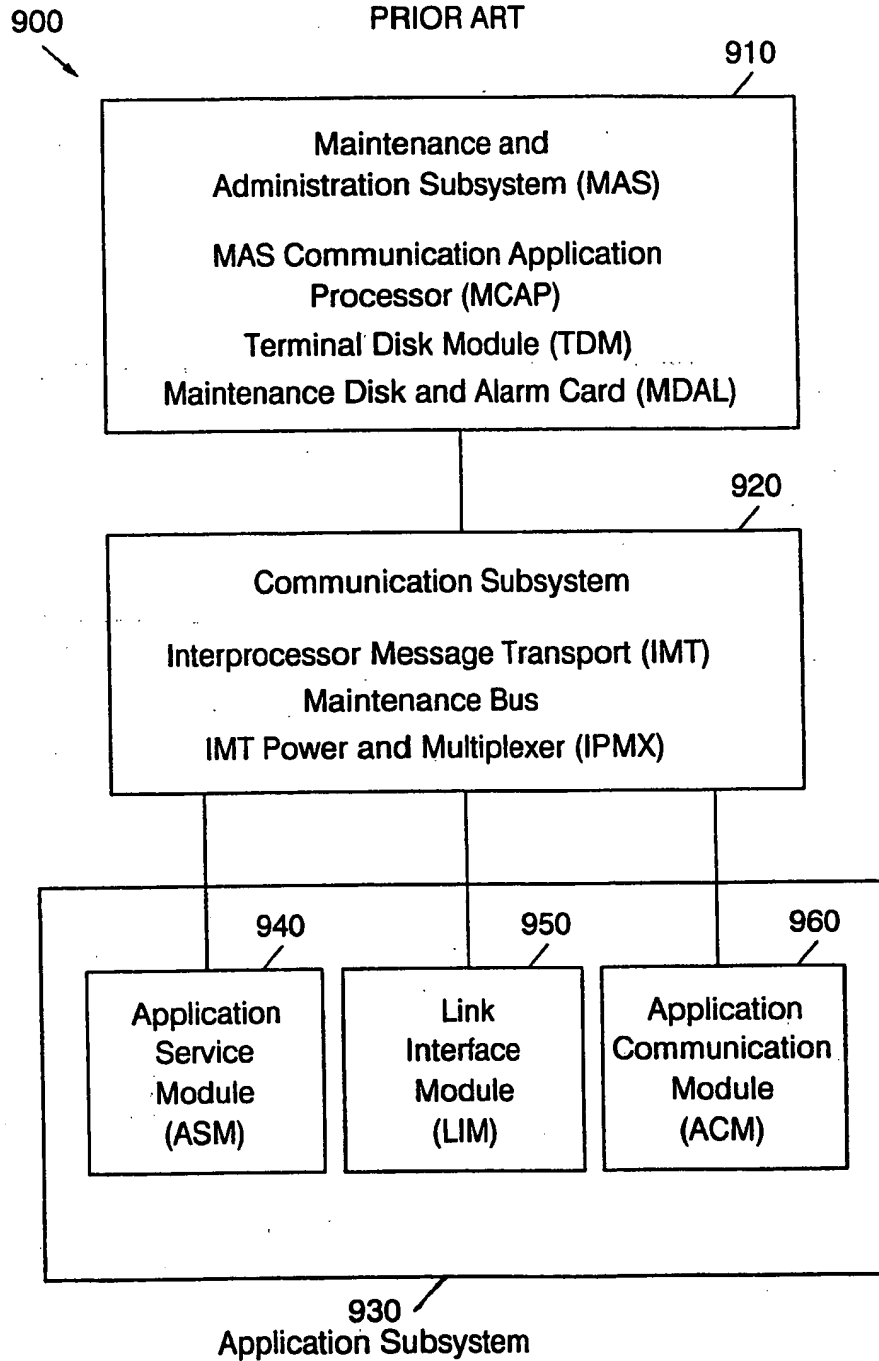 PRIOR ART
900
910
Maintenance and
Administration Subsystem (MAS)
MAS Communication Application
Processor (MCAP)
Terminal Disk Module (TDM)
Maintenance Disk and Alarm Card (MDAL)
920
Communication Subsystem
Interprocessor Message Transport (IMT)
Maintenance Bus
IMT Power and Multiplexer (IPMX)
940
Application
Service
Module
(ASM)
950
Link
Interface
Module
(LIM)
960
Application
Communication
Module
(ACM)
930
Application Subsystem